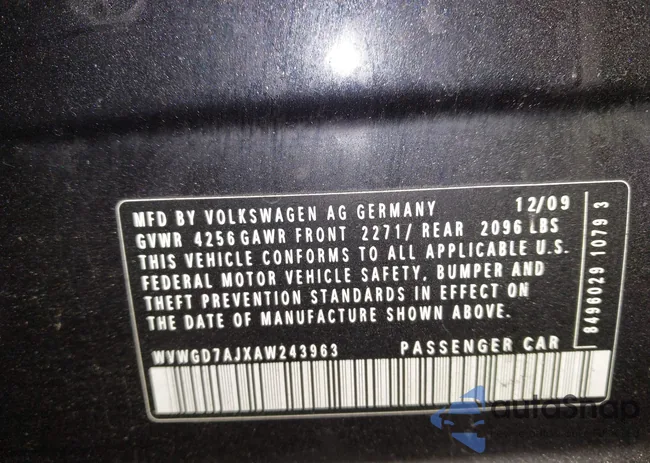 MFD BY VOLKSWAGEN AG GERMANY 12/09
GVWR 4256 GAWR FRONT 2271/ REAR 2096 LBS
THIS VEHICLE CONFORMS TO ALL APPLICABLE U.S.
FEDERAL MOTOR VEHICLE SAFETY, BUMPER AND
THEFT PREVENTION STANDARDS IN EFFECT ON
THE DATE OF MANUFACTURE SHOWN ABOVE.
WVWGD7AJXAW243963 PASSENGER CAR
8496029 1079 3
autoSnap